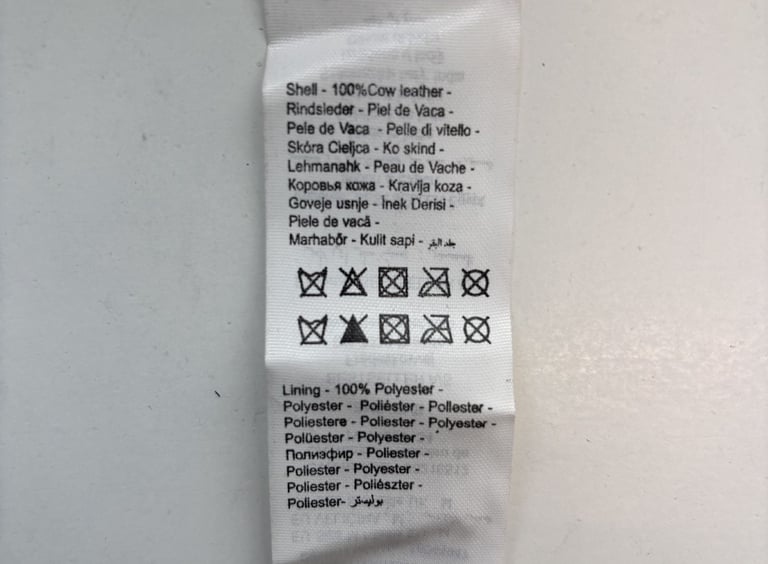 Shell - 100%Cow leather -
Rindsleder - Piel de Vaca -
Pele de Vaca - Pelle di vitello -
Skóra Cielįca - Ko skind -
Lehmanahk - Peau de Vache -
Коровья кожа - Kravlja koza -
Goveje usnje - İnek Derisi -
Piele de vacă -
Marhabőr - Kulit sapi - جلد البقر
Lining - 100% Polyester -
Polyester - Poliéster - Poliester -
Poliestere - Poliester - Polyester -
Polüester - Polyester -
Полиэфир - Poliester -
Poliester - Polyester -
Poliester - Poliészter -
Poliester- بوليستر